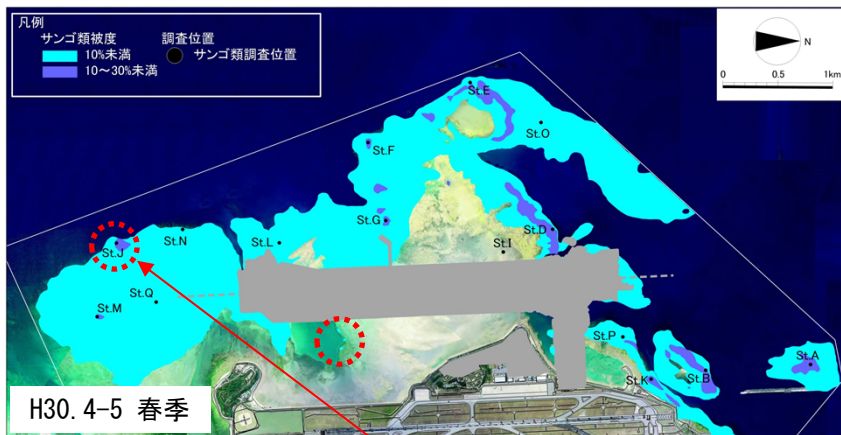 凡例
サンゴ類被度 調査位置
10%未満 サンゴ類調査位置
10～30%未満
N
0 0.5 1km
St.E
St.O
St.F
St.G
St.D
St.N
St.L
St.I
St.J
St.Q
St.M
St.P
St.A
St.B
St.K
H30.4-5 春季